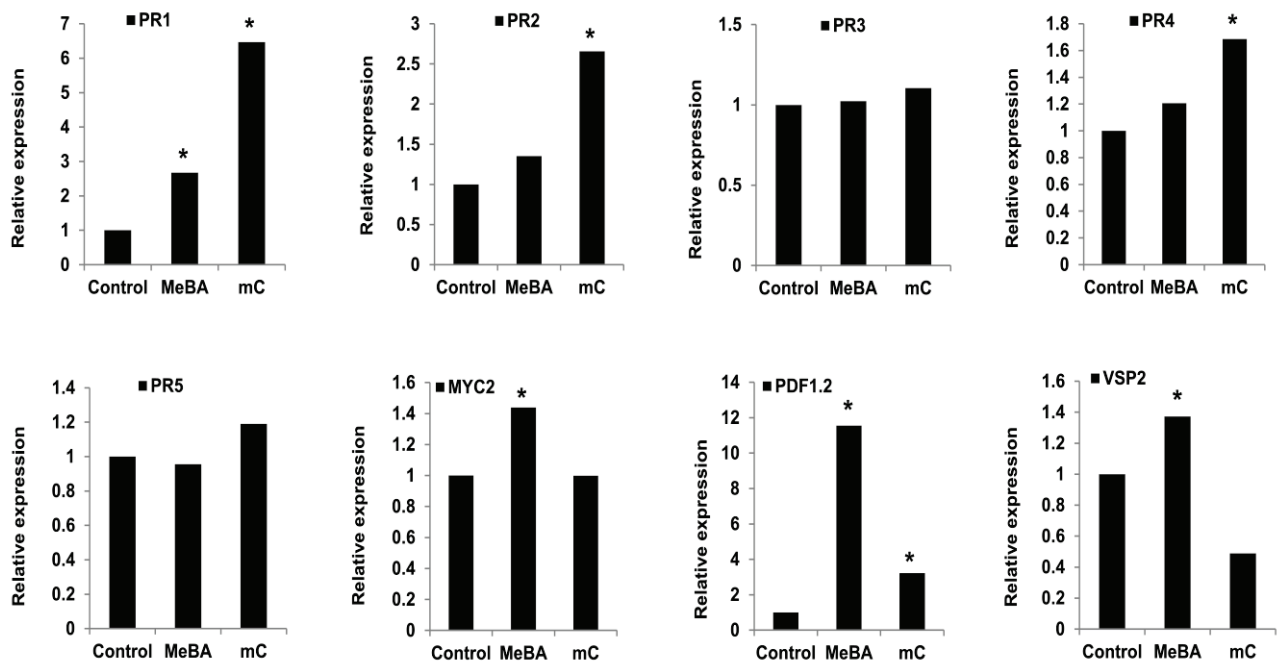 PR1
Relative expression
7
6
5
4
3
2
1
0
*
*
Control MeBA mC
PR2
Relative expression
3
2.5
2
1.5
1
0.5
0
*
Control MeBA mC
PR3
Relative expression
1.5
1
0.5
0
Control MeBA mC
PR4
Relative expression
1.8
1.6
1.4
1.2
1
0.8
0.6
0.4
0.2
0
*
Control MeBA mC
PR5
Relative expression
1.4
1.2
1
0.8
0.6
0.4
0.2
0
Control MeBA mC
MYC2
Relative expression
1.6
1.4
1.2
1
0.8
0.6
0.4
0.2
0
*
Control MeBA mC
PDF1.2
Relative expression
14
12
10
8
6
4
2
0
*
*
Control MeBA mC
VSP2
Relative expression
1.6
1.4
1.2
1
0.8
0.6
0.4
0.2
0
*
Control MeBA mC